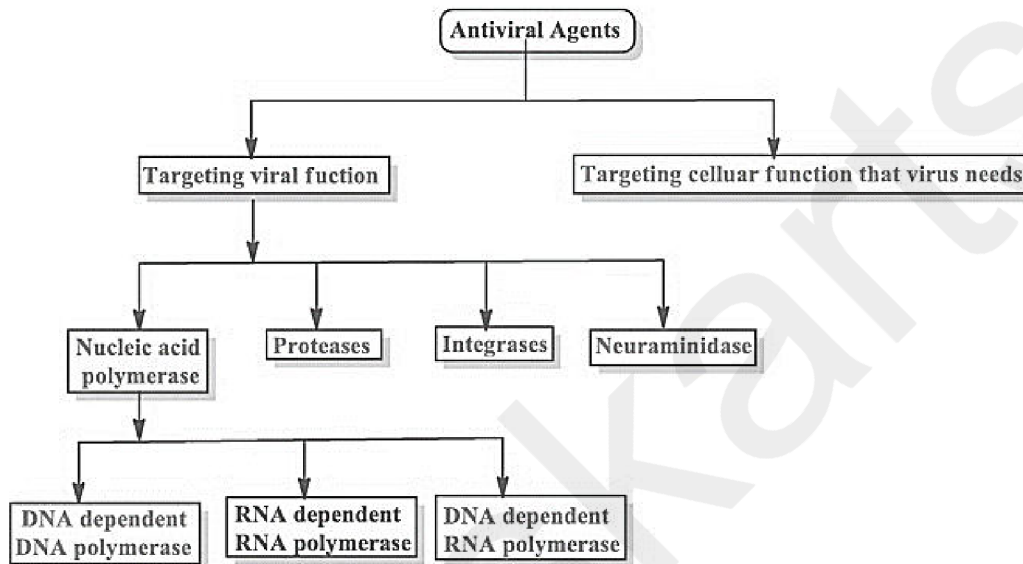 Antiviral Agents
Targeting viral fuction
Targeting celluar function that virus needs
Nucleic acid
polymerase
Proteases
Integrases
Neuraminidase
DNA dependent
DNA polymerase
RNA dependent
RNA polymerase
DNA dependent
RNA polymerase
karts